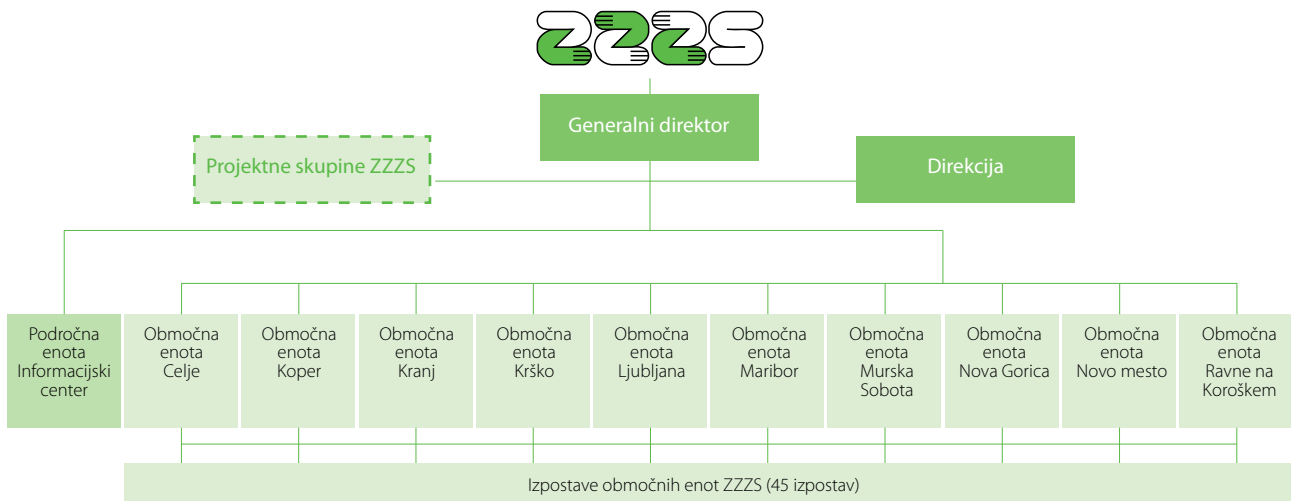 ZZZS
Generalni direktor
Projektne skupine ZZZS
Direkcija
Področna
enota
Informacijski
center
Območna
enota
Celje
Območna
enota
Koper
Območna
enota
Kranj
Območna
enota
Krško
Območna
enota
Ljubljana
Območna
enota
Maribor
Območna
enota
Murska
Sobota
Območna
enota
Nova Gorica
Območna
enota
Novo mesto
Območna
enota
Ravne na
Koroškem
Izpostave območnih enot ZZZS (45 izpostav)